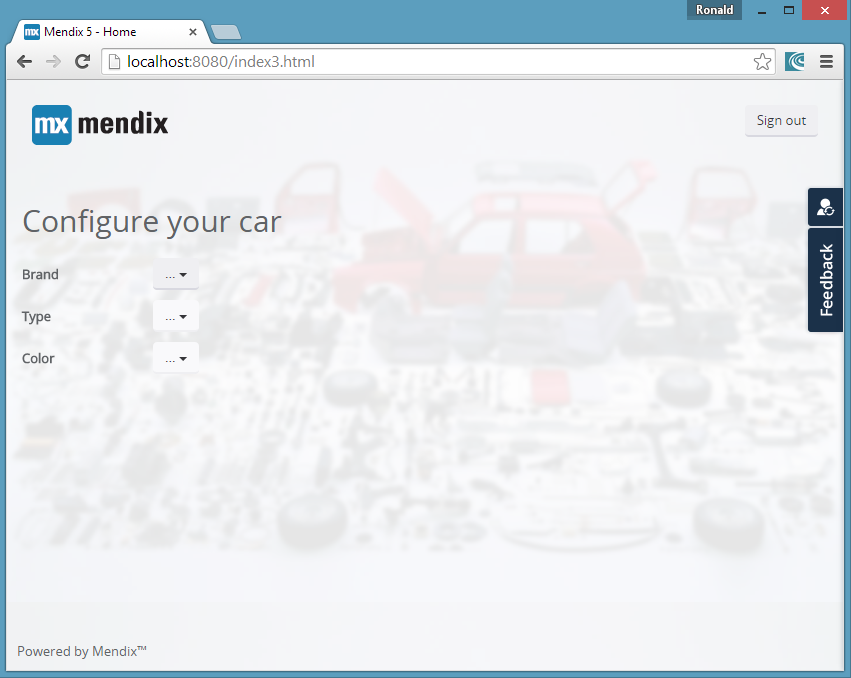 Ronald
Mendix 5 - Home
localhost:8080/index3.html
mx mendix
Sign out
Configure your car
Brand ...
Type ...
Color ...
Feedback
Powered by Mendix™